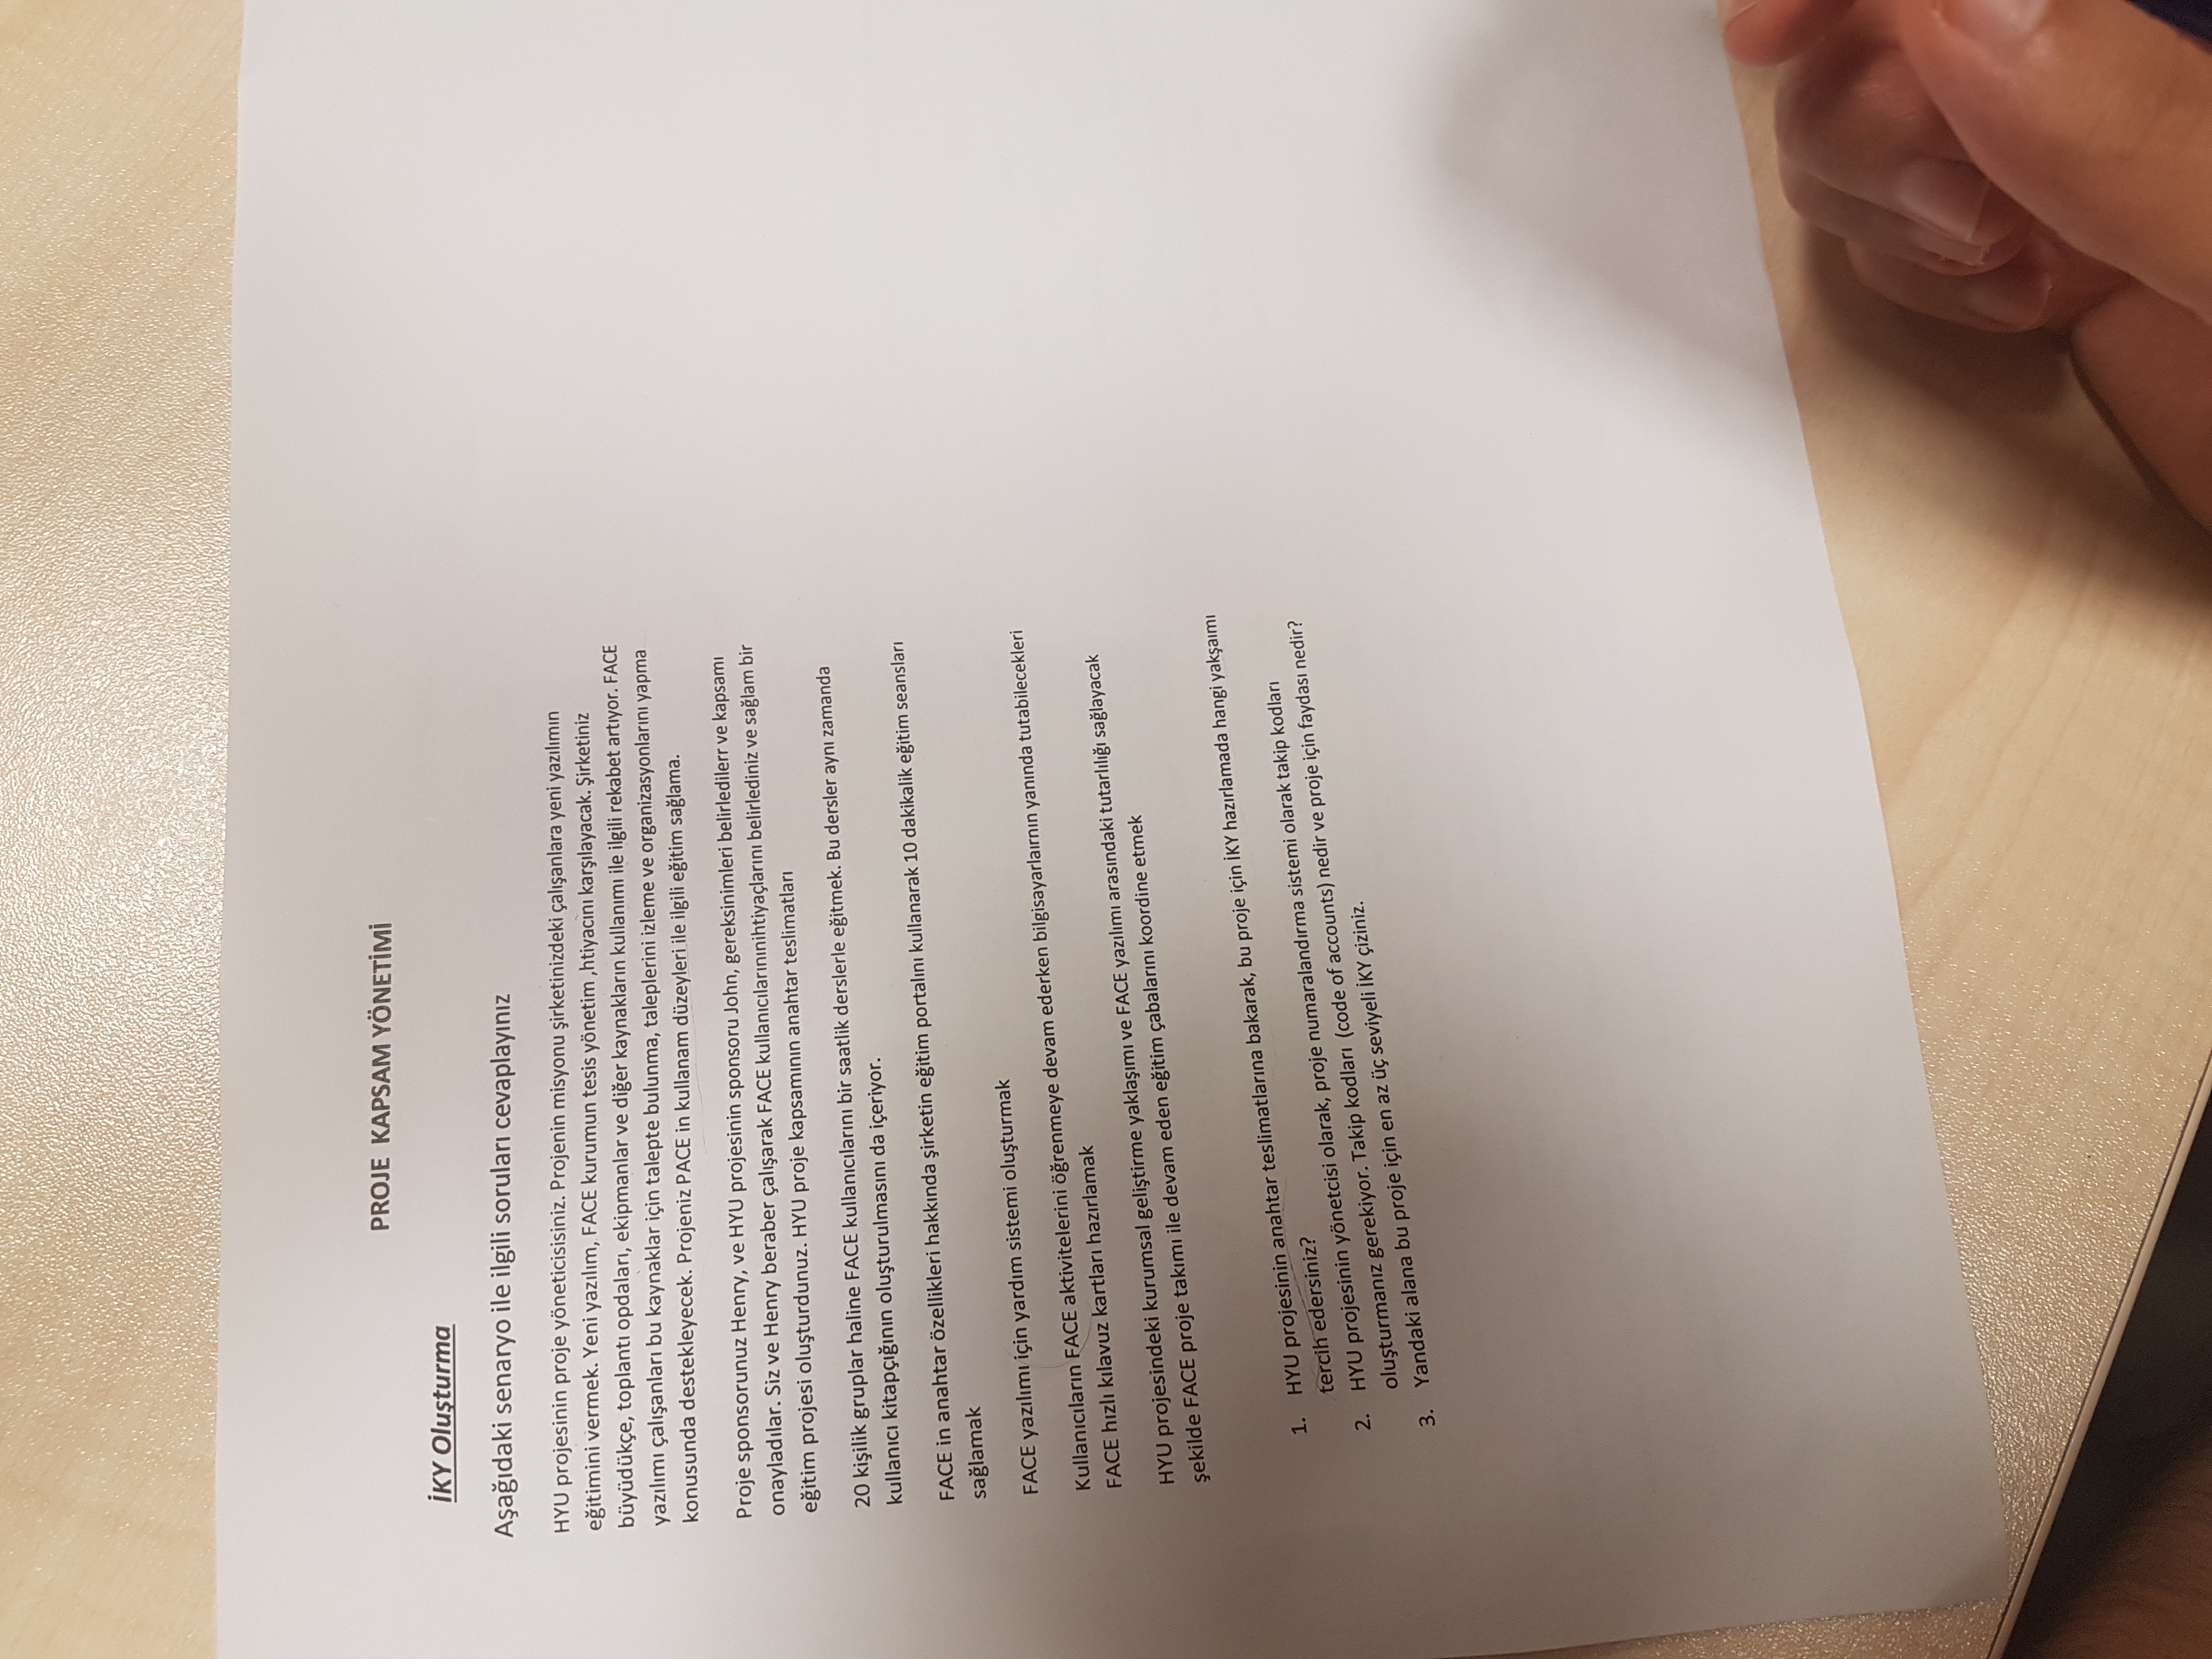 PROJE KAPSAM YÖNETİMİ
İKY Oluşturma
Aşağıdaki senaryo ile ilgili soruları cevaplayınız
HYU projesinin proje yöneticisisiniz. Projenin misyonu şirketinizdeki çalışanlara yeni yazılımın
eğitimini vermek. Yeni yazılım, FACE kurumun tesis yönetim ,htiyacını karşılayacak. Şirketiniz
büyüdükçe, toplantı opdaları, ekipmanlar ve diğer kaynakların kullanımı ile ilgili rekabet artıyor. FACE
yazılımı çalışanları bu kaynaklar için talepte bulunma, taleplerini izleme ve organizasyonlarını yapma
konusunda destekleyecek. Projeniz PACE in kullanam düzeyleri ile ilgili eğitim sağlama.
Proje sponsorunuz Henry, ve HYU projesinin sponsoru John, gereksinimleri belirledilerr ve kapsamı
onayladılar. Siz ve Henry beraber çalışarak FACE kullanıcılarınınihtiyaçlarını belirlediniz ve sağlam bir
eğitim projesi oluşturdunuz. HYU proje kapsamının anahtar teslimatları
20 kişilik gruplar haline FACE kullanıcılarını bir saatlik derslerle eğitmek. Bu dersler aynı zamanda
kullanıcı kitapçığının oluşturulmasını da içeriyor.
FACE in anahtar özellikleri hakkında şirketin eğitim portalını kullanarak 10 dakikalik eğitim seansları
sağlamak
FACE yazılımı için yardım sistemi oluşturmak
Kullanıcıların FACE aktivitelerini öğrenmeye devam ederken bilgisayarlaırnın yanında tutabilecekleri
FACE hızlı kılavuz kartları hazırlamak
HYU projesindeki kurumsal geliştirme yaklaşımı ve FACE yazılımı arasındaki tutarlılığı sağlayacak
şekilde FACE proje takımı ile devam eden eğitim çabalarını koordine etmek
1. HYU projesinin anahtar teslimatlarına bakarak, bu proje için İKY hazırlamada hangi yakşaımı
tercih edersiniz?
2. HYU projesinin yönetcisi olarak, proje numaralandırma sistemi olarak takip kodları
oluşturmanız gerekiyor. Takip kodları (code of accounts) nedir ve proje için faydası nedir?
3. Yandaki alana bu proje için en az üç seviyeli İKY çiziniz.